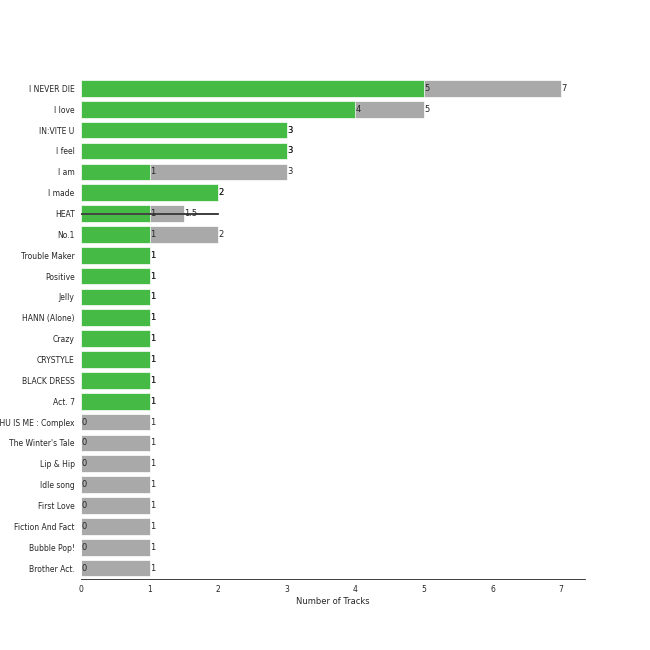 I NEVER DIE 5 7
I love 4 5
IN:VITE U 3
I feel 3
I am 1 3
I made 2
HEAT 1 1.5
No.1 1 2
Trouble Maker 1
Positive 1
Jelly 1
HANN (Alone) 1
Crazy 1
CRYSTYLE 1
BLACK DRESS 1
Act. 7 1
HU IS ME : Complex 0 1
The Winter's Tale 0 1
Lip & Hip 0 1
Idle song 0 1
First Love 0 1
Fiction And Fact 0 1
Bubble Pop! 0 1
Brother Act. 0 1
0 1 2 3 4 5 6 7
Number of Tracks